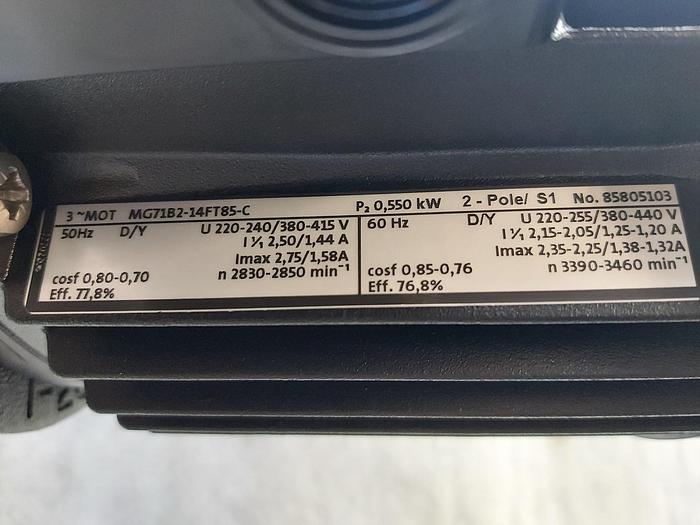 3 ~MOT MG71B2-14FT85-C P₂ 0,550 kW 2 - Pole/ S1 No. 85805103
50Hz D/Y U 220-240/380-415 V
I 1/1 2,50/1,44 A
Imax 2,75/1,58A
cosf 0,80-0,70 n 2830-2850 min⁻¹
Eff. 77,8%
60 Hz D/Y U 220-255/380-440 V
I 1/1 2,15-2,05/1,25-1,20 A
Imax 2,35-2,25/1,38-1,32A
cosf 0,85-0,76 n 3390-3460 min⁻¹
Eff. 76,8%